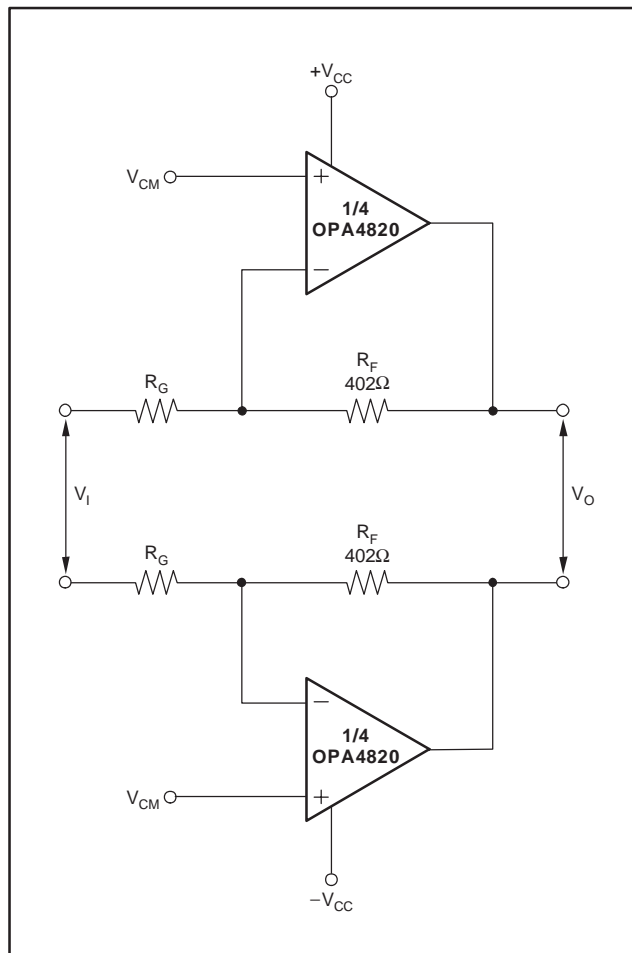 +V_CC
V_CM
+
1/4
OPA4820
−
R_G
R_F
402Ω
V_I
V_O
R_G
R_F
402Ω
−
1/4
OPA4820
V_CM
+
−V_CC